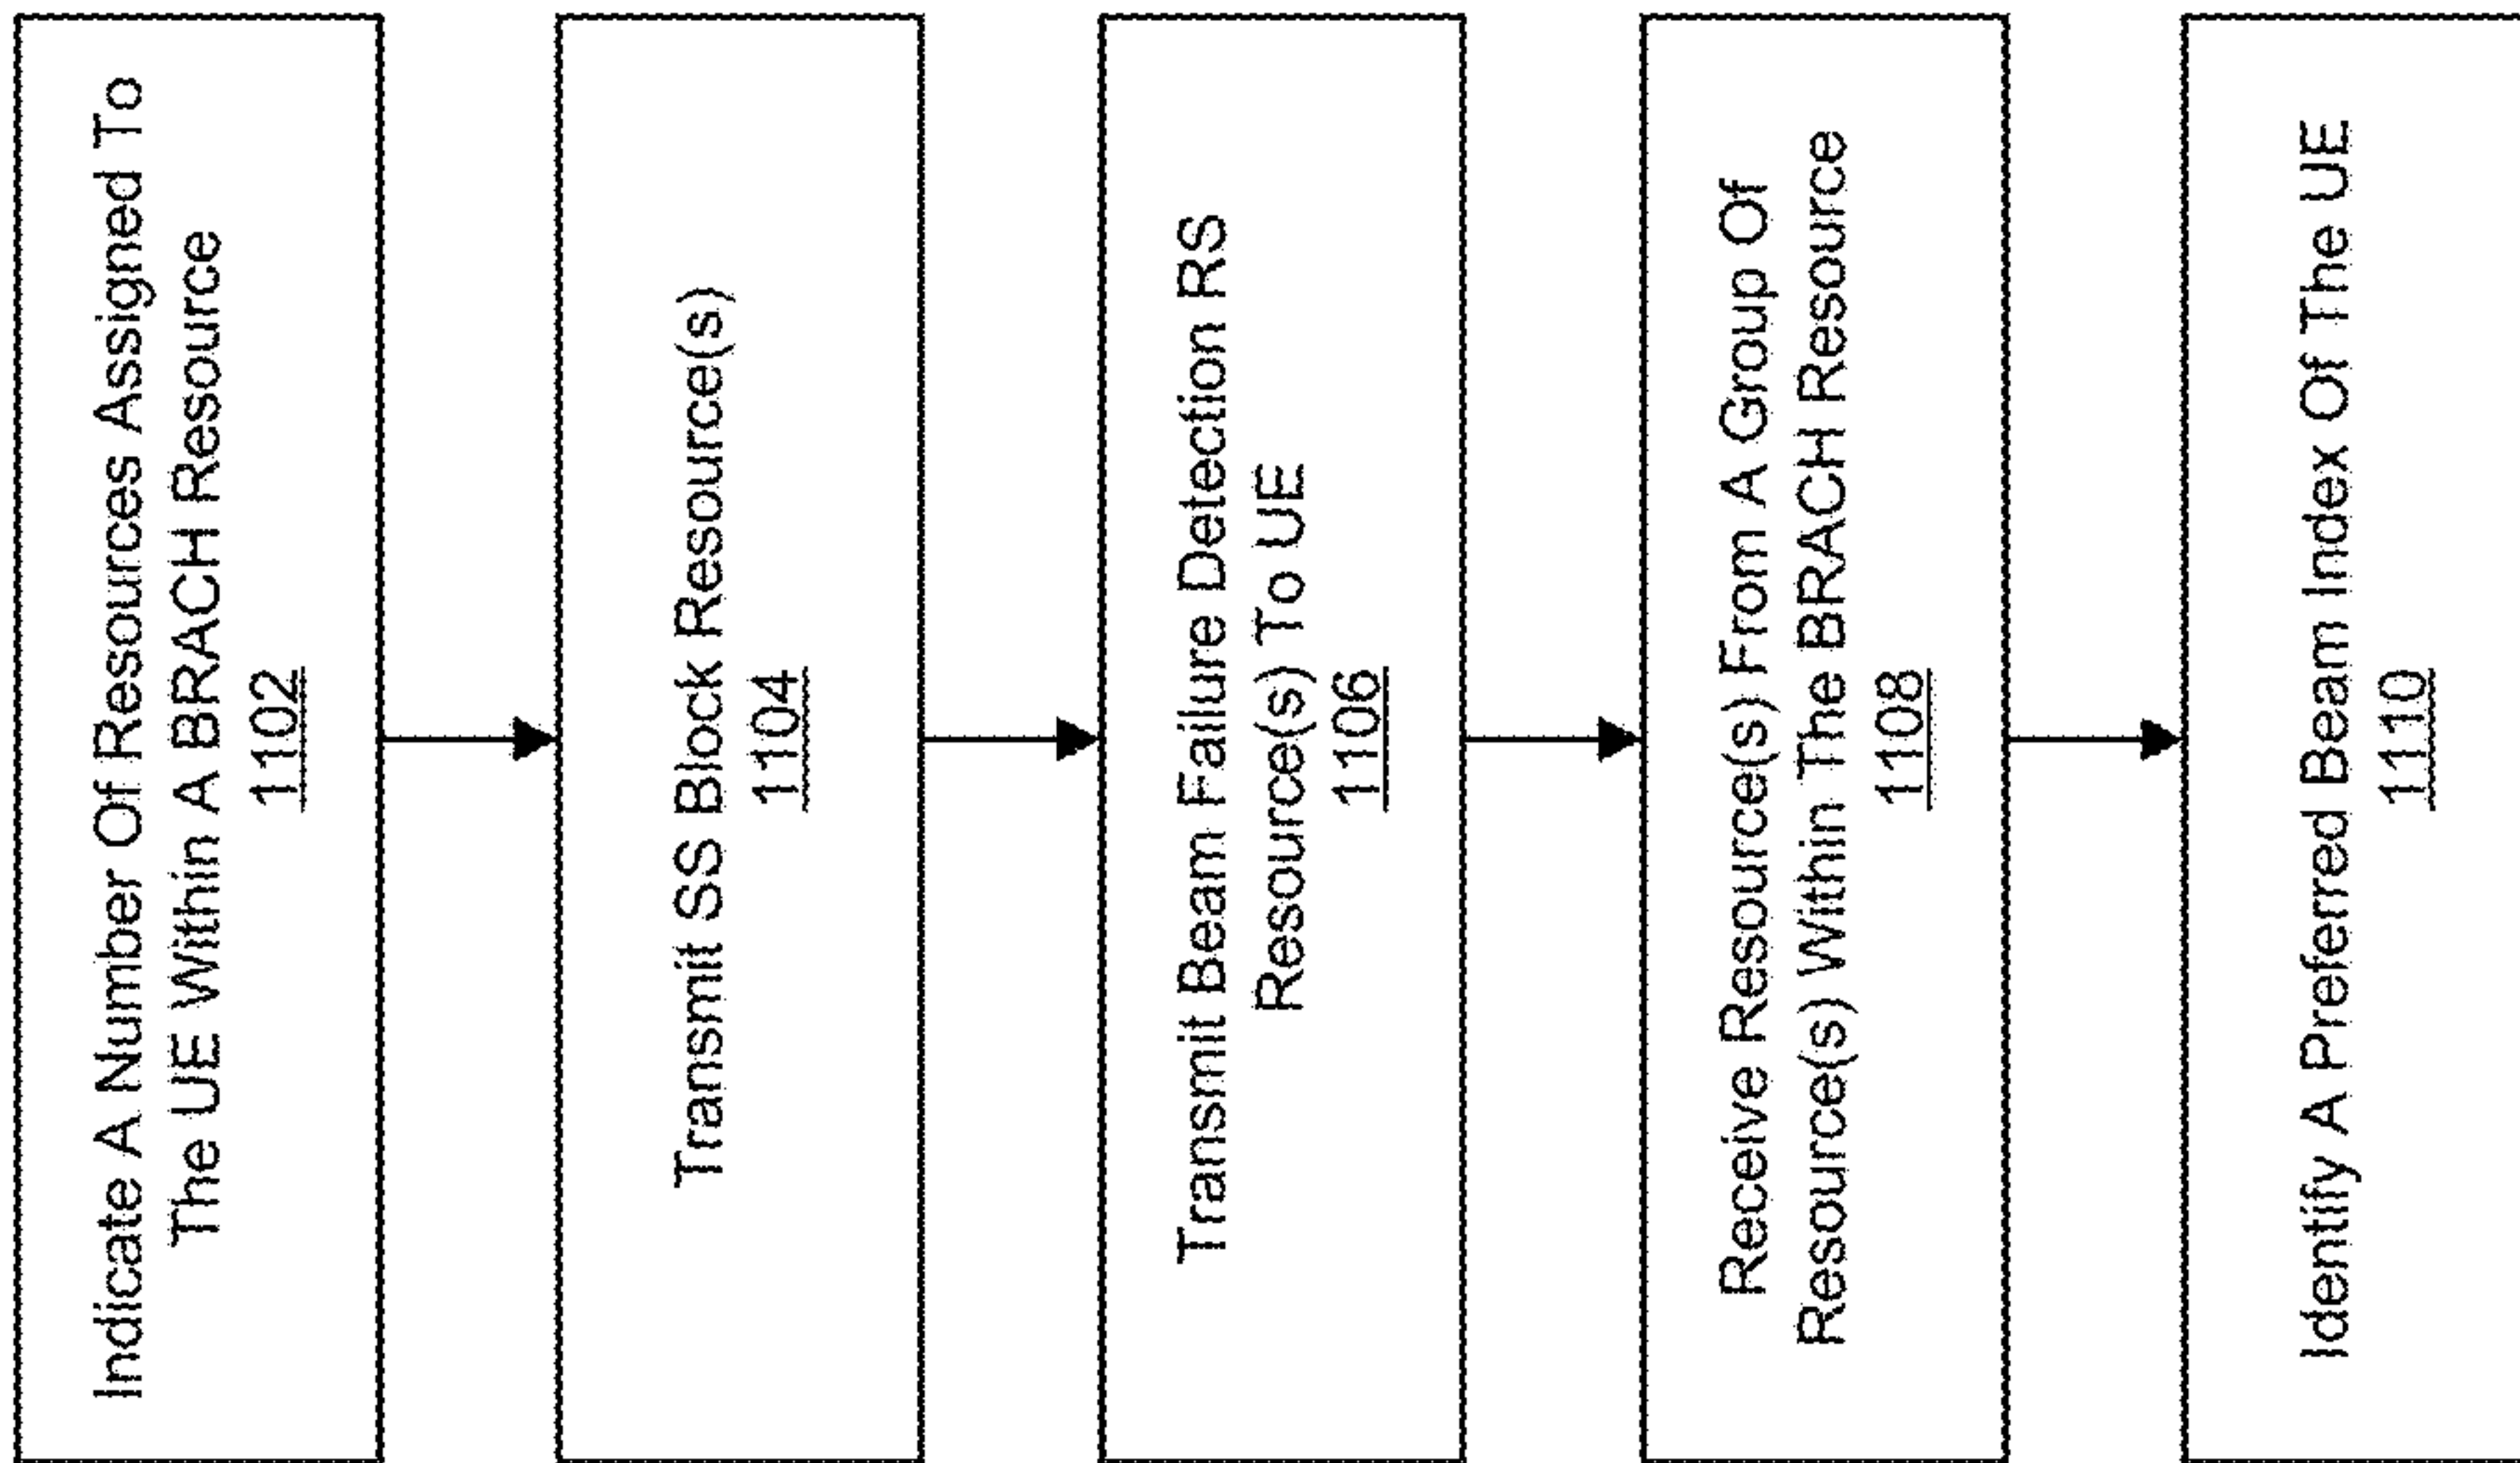 Indicate A Number Of Resources Assigned To
The UE Within A BRACH Resource
1102
Transmit SS Block Resource(s)
1104
Transmit Beam Failure Detection RS
Resource(s) To UE
1106
Receive Resource(s) From A Group Of
Resource(s) Within The BRACH Resource
1108
Identify A Preferred Beam Index Of The UE
1110